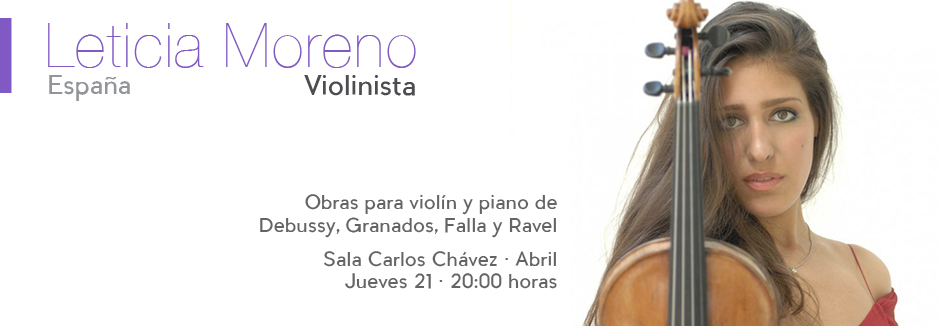 Leticia Moreno
España Violinista
Obras para violín y piano de
Debussy, Granados, Falla y Ravel
Sala Carlos Chávez · Abril
Jueves 21 · 20:00 horas